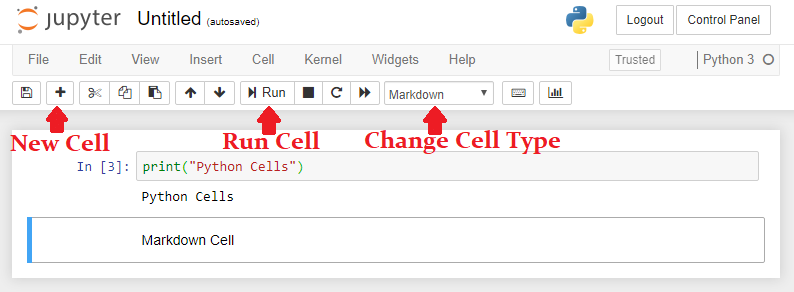 jupyter Untitled (autosaved) Logout Control Panel
File Edit View Insert Cell Kernel Widgets Help Trusted Python 3
Run Markdown
New Cell Run Cell Change Cell Type
In [3]: print("Python Cells")
Python Cells
Markdown Cell